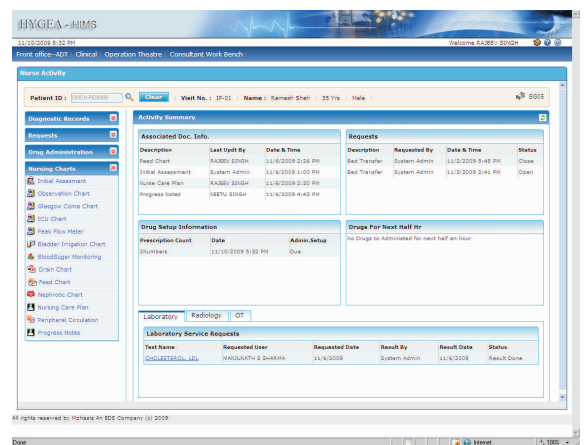 HYGEA - HIMS
11/10/2009 5:32 PM
Welcome RAJEEV SINGH
Front office--ADT | Clinical | Operation Theatre | Consultant Work Bench |
Nurse Activity
Patient ID : Clear | Visit No. : IP-01 | Name : Ramesh Shah | 35 Yrs | Male | SG05
Diagnostic Records
Requests
Drug Administration
Nursing Charts
Initial Assesment
Observation Chart
Glasgow Coma Chart
ICU Chart
Peak Flow Meter
Bladder Irrigation Chart
BloodSugar Monitoring
Drain Chart
Feed Chart
Nephrotic Chart
Nursing Care Plan
Peripheral Circulation
Progress Notes
Activity Summary
Associated Doc. Info.
Description Last Updt By Date & Time
Feed Chart RAJEEV SINGH 11/6/2009 2:26 PM
Initial Assessment System Admin 11/6/2009 1:00 PM
Nurse Care Plan RAJEEV SINGH 11/6/2009 2:30 PM
Progress Notes NEETU SINGH 11/6/2009 4:43 PM
Requests
Description Requested By Date & Time Status
Bed Transfer System Admin 11/2/2009 5:48 PM Close
Bed Transfer System Admin 11/3/2009 2:41 PM Open
Drug Setup Information
Prescription Count Date Admin.Setup
2Numbers 11/10/2009 5:32 PM Due
Drugs For Next Half Hr
No Drugs to Administed for next half an hour
Laboratory Radiology OT
Laboratory Service Requests
Test Name Requested User Requested Date Result By Result Date Status
CHOLESTEROL, LDL MANJUNATH S SHARMA 11/6/2009 System Admin 11/6/2009 Result Done
All rights reserved by Mphasis An EDS Company (c) 2009
Done Internet 100%